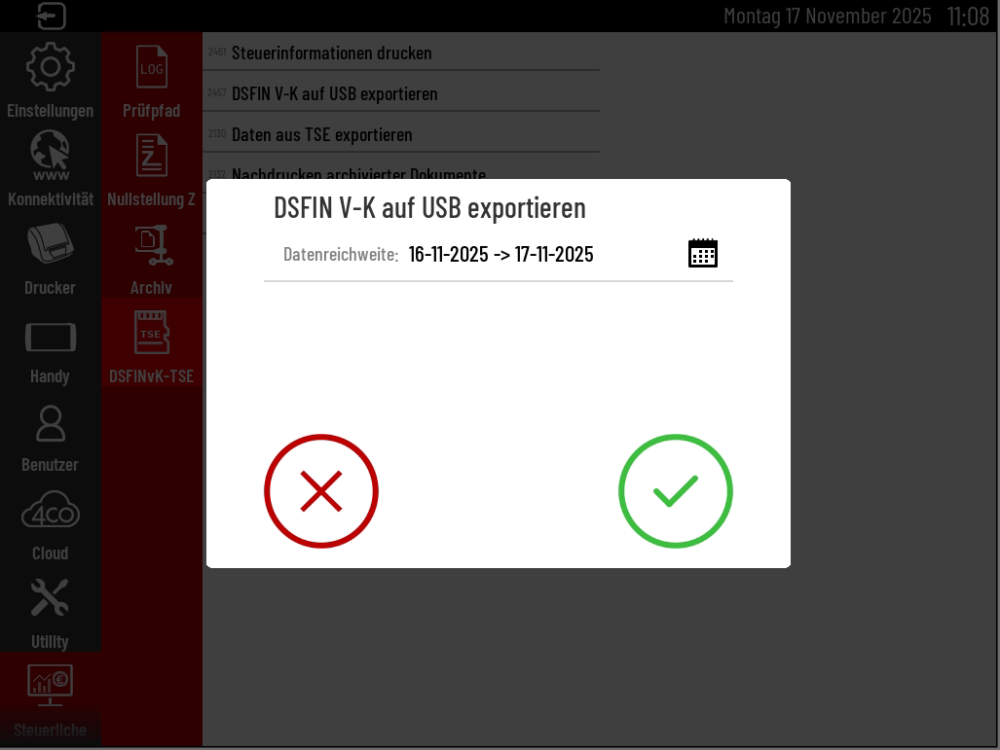 Montag 17 November 2025 11:08
LOG
2461 Steuerinformationen drucken
2457 DSFIN V-K auf USB exportieren
2130 Daten aus TSE exportieren
2132 Nachdrucken archivierter Dokumente
Einstellungen
Prüfpfad
WWW
Z
Konnektivität
Nullstellung Z
Drucker
Archiv
TSE
Handy
DSFINvK-TSE
Benutzer
4CO
Cloud
Utility
€
Steuerliche
DSFIN V-K auf USB exportieren
Datenreichweite: 16-11-2025 -> 17-11-2025